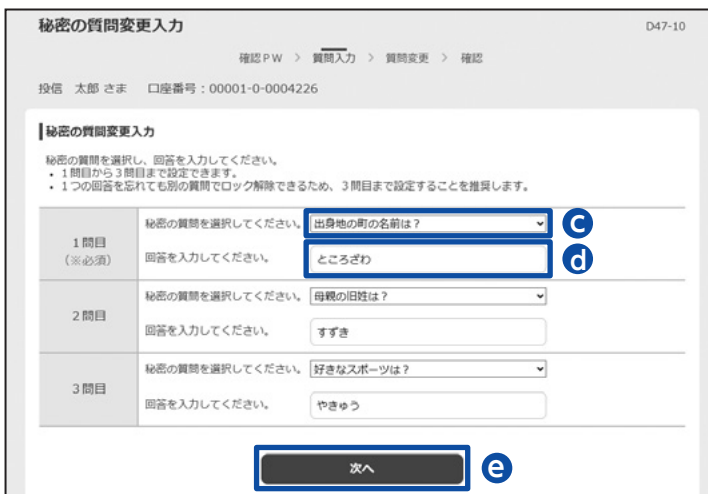 秘密の質問変更入力 D47-10
確認PW > 質問入力 > 質問変更 > 確認
投信 太郎 さま 口座番号：00001-0-0004226
秘密の質問変更入力
秘密の質問を選択し、回答を入力してください。
・1問目から3問目まで設定できます。
・1つの回答を忘れても別の質問でロック解除できるため、3問目まで設定することを推奨します。
1問目
（※必須）
秘密の質問を選択してください。 出身地の町の名前は？ c
回答を入力してください。 ところざわ d
2問目
秘密の質問を選択してください。 母親の旧姓は？
回答を入力してください。 すずき
3問目
秘密の質問を選択してください。 好きなスポーツは？
回答を入力してください。 やきゅう
次へ e